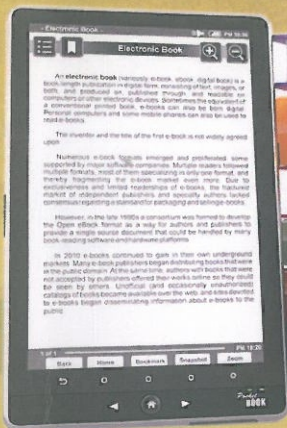 - Electronic Book -
Electronic Book
An electronic book (variously e-book, ebook, digital book) is a
book-length publication in digital form, consisting of text, images, or
both, and produced on, published through and readable on
computers or other electronic devices. Sometimes the equivalent of
a conventional printed book, e-books can also be born digital.
Personal computers and some mobile phones can also be used to
read e-books.
The inventor and the title of the first e-book is not widely agreed
upon
Numerous e-book formats emerged and proliferated, some
supported by major software companies. Multiple readers followed
multiple formats, most of them specializing in only one format, and
thereby fragmenting the e-book market even more. Due to
exclusiveness and limited readerships of e-books, the fractured
market of independent publishers and specialty authors lacked
consensus regarding a standard for packaging and selling e-books.
However, in the late 1990s a consortium was formed to develop
the Open eBook format as a way for authors and publishers to
provide a single source document that could be handled by many
book-reading software and hardware platforms.
In 2010 e-books continued to gain in their own underground
markets. Many e-book publishers began distributing books that were
in the public domain. At the same time, authors with books that were
not accepted by publishers offered their works online so they could
be seen by others. Unofficial (and occasionally unauthorized)
catalogs of books became available over the web, and sites devoted
to e-books began disseminating information about e-books to the
public.
1 of 1
PM 18:20
Back Home Bookmark Snapshot Zoom
Pocket
BOOK